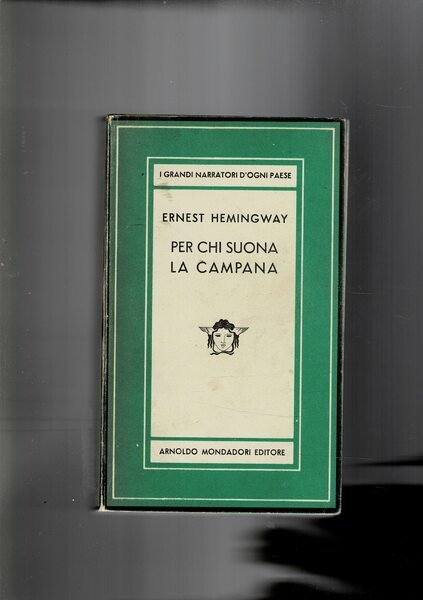 I GRANDI NARRATORI D'OGNI PAESE
ERNEST HEMINGWAY
PER CHI SUONA
LA CAMPANA
ARNOLDO MONDADORI EDITORE